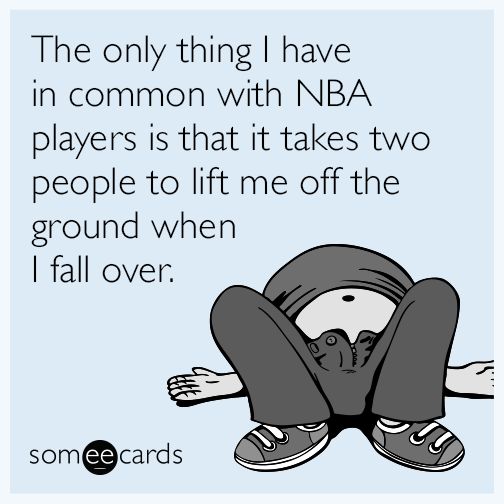 The only thing I have
in common with NBA
players is that it takes two
people to lift me off the
ground when
I fall over.
someecards